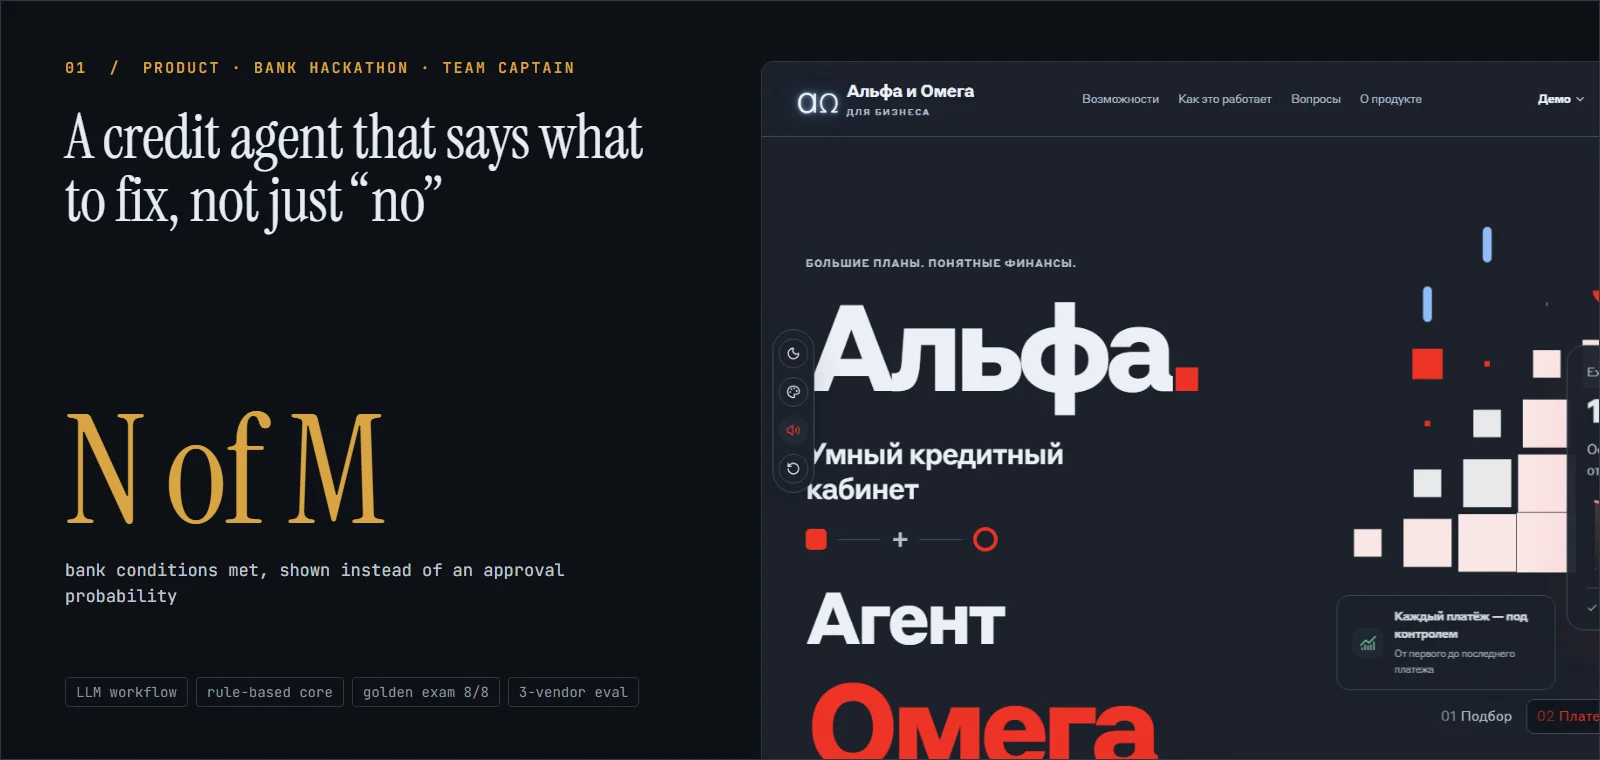 01 / PRODUCT · BANK HACKATHON · TEAM CAPTAIN
A credit agent that says what
to fix, not just “no”
N of M
bank conditions met, shown instead of an approval
probability
LLM workflow
rule-based core
golden exam 8/8
3-vendor eval
αΩ
Альфа и Омега
ДЛЯ БИЗНЕСА
Возможности
Как это работает
Вопросы
О продукте
Демо
БОЛЬШИЕ ПЛАНЫ. ПОНЯТНЫЕ ФИНАНСЫ.
Альфа.
Умный кредитный
кабинет
Агент
Омега
Каждый платёж — под
контролем
От первого до последнего
платежа
01 Подбор
02 Плате